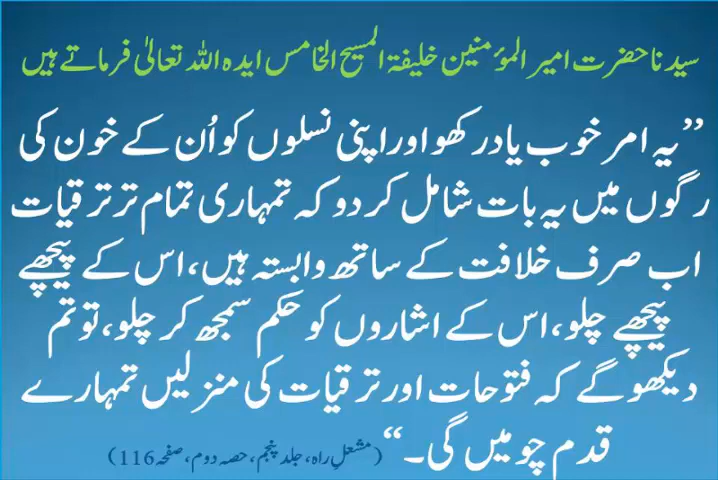 سیدنا حضرت امیر المؤمنین خلیفۃ المسیح الخامس ایدہ اللہ تعالیٰ فرماتے ہیں
”یہ امر خوب یاد رکھو اور اپنی نسلوں کو اُن کے خون کی
رگوں میں یہ بات شامل کر دو کہ تمہاری تمام تر ترقیات
اب صرف خلافت کے ساتھ وابستہ ہیں، اس کے پیچھے
پیچھے چلو، اس کے اشاروں کو حکم سمجھ کر چلو، تو تم
دیکھو گے کہ فتوحات اور ترقیات کی منزلیں تمہارے
قدم چومیں گی۔“ (مشعلِ راہ، جلد پنجم، حصہ دوم، صفحہ 116)